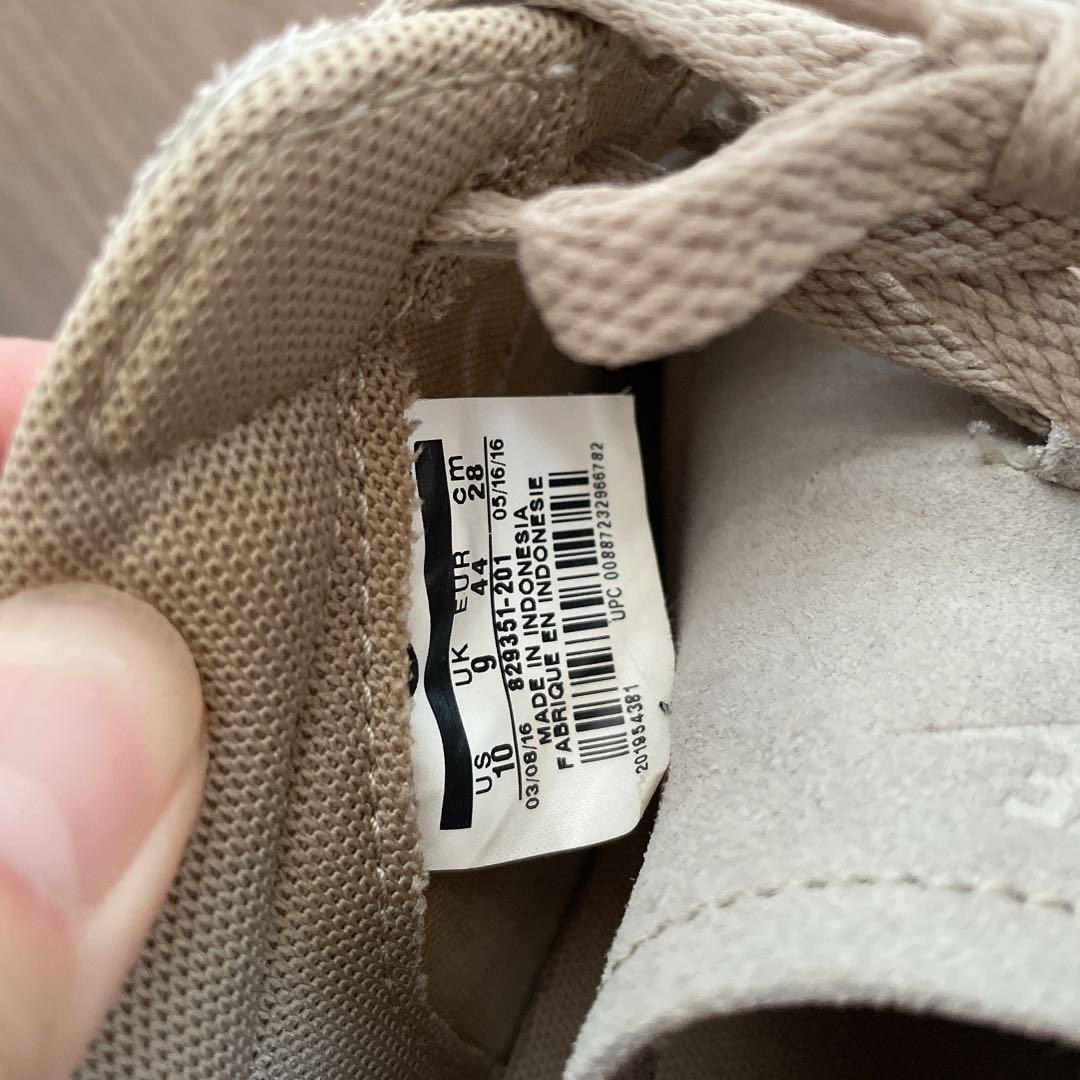 US UK EUR cm
10 9 44 28
03/08/16 05/16/16
829351-201
MADE IN INDONESIA
FABRIQUE EN INDONESIE
UPC 00887232966782
201954381